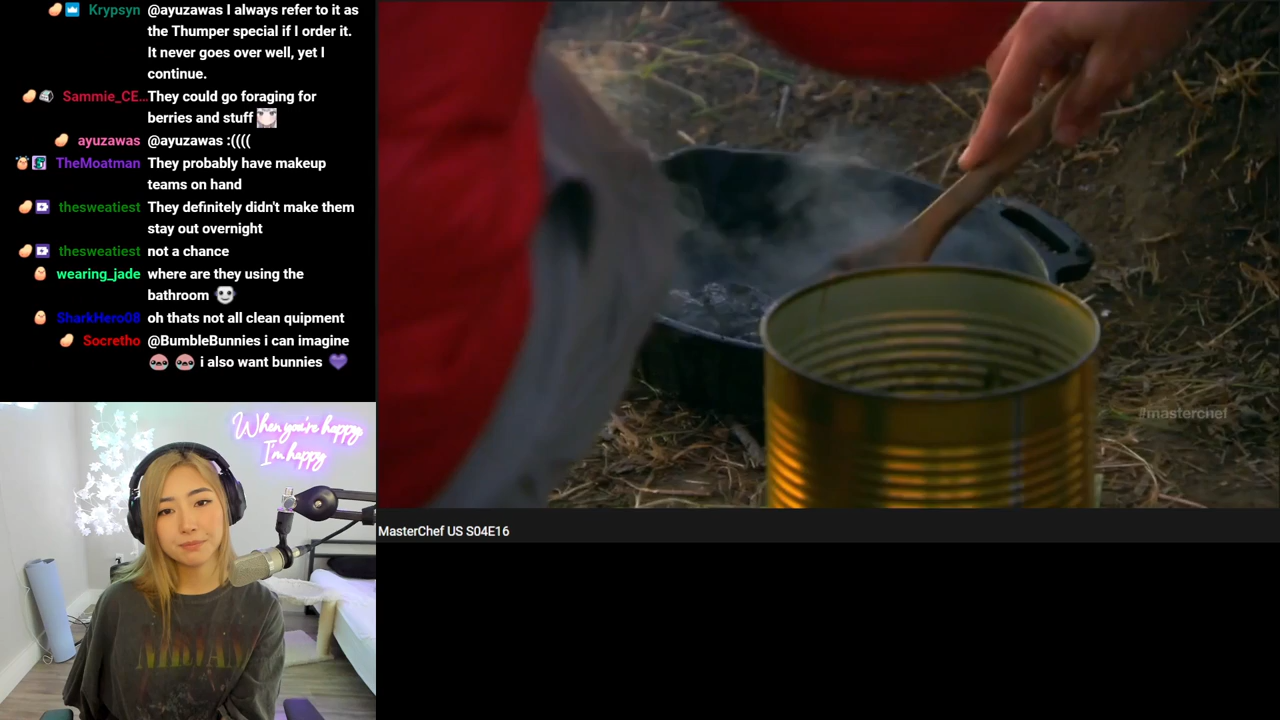 Krypsyn @ayuzawas I always refer to it as
the Thumper special if I order it.
It never goes over well, yet I
continue.
Sammie_CE… They could go foraging for
berries and stuff
ayuzawas @ayuzawas :((((
TheMoatman They probably have makeup
teams on hand
thesweatiest They definitely didn't make them
stay out overnight
thesweatiest not a chance
wearing_jade where are they using the
bathroom
SharkHero08 oh thats not all clean quipment
Socretho @BumbleBunnies i can imagine
i also want bunnies
When you're happy
I'm happy
NIRVANA
#masterchef
MasterChef US S04E16